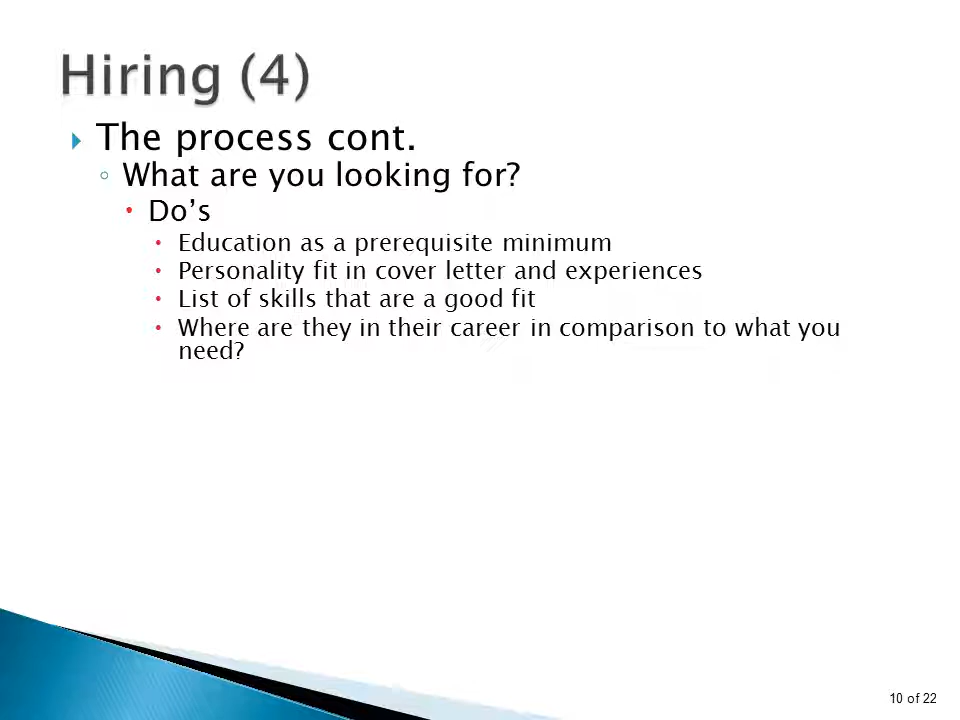 Hiring (4)
The process cont.
What are you looking for?
Do’s
Education as a prerequisite minimum
Personality fit in cover letter and experiences
List of skills that are a good fit
Where are they in their career in comparison to what you
need?
10 of 22